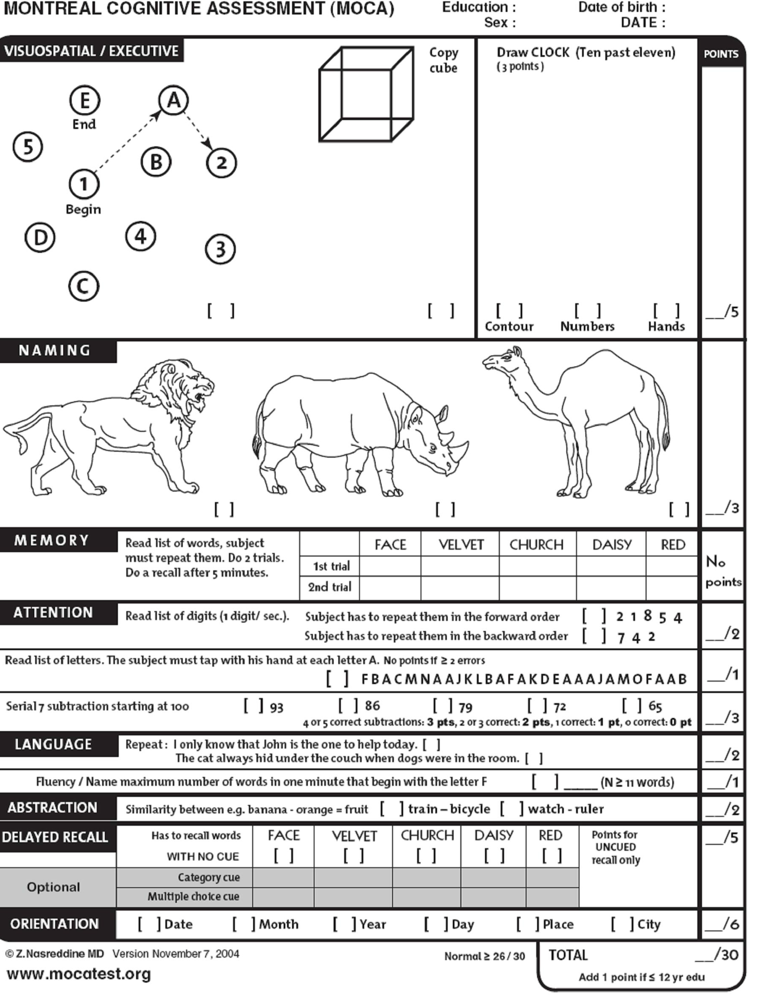 MONTREAL COGNITIVE ASSESSMENT (MOCA)
Education :
Sex :
Date of birth :
DATE :
VISUOSPATIAL / EXECUTIVE
Copy
cube
Draw CLOCK (Ten past eleven)
( 3 points )
POINTS
E
End
A
5
B
2
1
Begin
D
4
3
C
[ ]
[ ]
[ ] [ ] [ ]
Contour Numbers Hands
__/5
NAMING
[ ] [ ] [ ] __/3
MEMORY
Read list of words, subject
must repeat them. Do 2 trials.
Do a recall after 5 minutes.
FACE VELVET CHURCH DAISY RED
1st trial
2nd trial
No
points
ATTENTION
Read list of digits (1 digit/ sec.).
Subject has to repeat them in the forward order [ ] 2 1 8 5 4
Subject has to repeat them in the backward order [ ] 7 4 2
__/2
Read list of letters. The subject must tap with his hand at each letter A. No points if ≥ 2 errors
[ ] F B A C M N A A J K L B A F A K D E A A A J A M O F A A B
__/1
Serial 7 subtraction starting at 100 [ ] 93 [ ] 86 [ ] 79 [ ] 72 [ ] 65
4 or 5 correct subtractions: 3 pts, 2 or 3 correct: 2 pts, 1 correct: 1 pt, 0 correct: 0 pt
__/3
LANGUAGE
Repeat : I only know that John is the one to help today. [ ]
The cat always hid under the couch when dogs were in the room. [ ]
__/2
Fluency / Name maximum number of words in one minute that begin with the letter F [ ] _____ (N ≥ 11 words)
__/1
ABSTRACTION
Similarity between e.g. banana - orange = fruit [ ] train – bicycle [ ] watch - ruler
__/2
DELAYED RECALL
Has to recall words
WITH NO CUE
FACE VELVET CHURCH DAISY RED
[ ] [ ] [ ] [ ] [ ]
Points for
UNCUED
recall only
__/5
Optional
Category cue
Multiple choice cue
ORIENTATION
[ ] Date [ ] Month [ ] Year [ ] Day [ ] Place [ ] City
__/6
© Z.Nasreddine MD Version November 7, 2004
www.mocatest.org
Normal ≥ 26 / 30
TOTAL __/30
Add 1 point if ≤ 12 yr edu